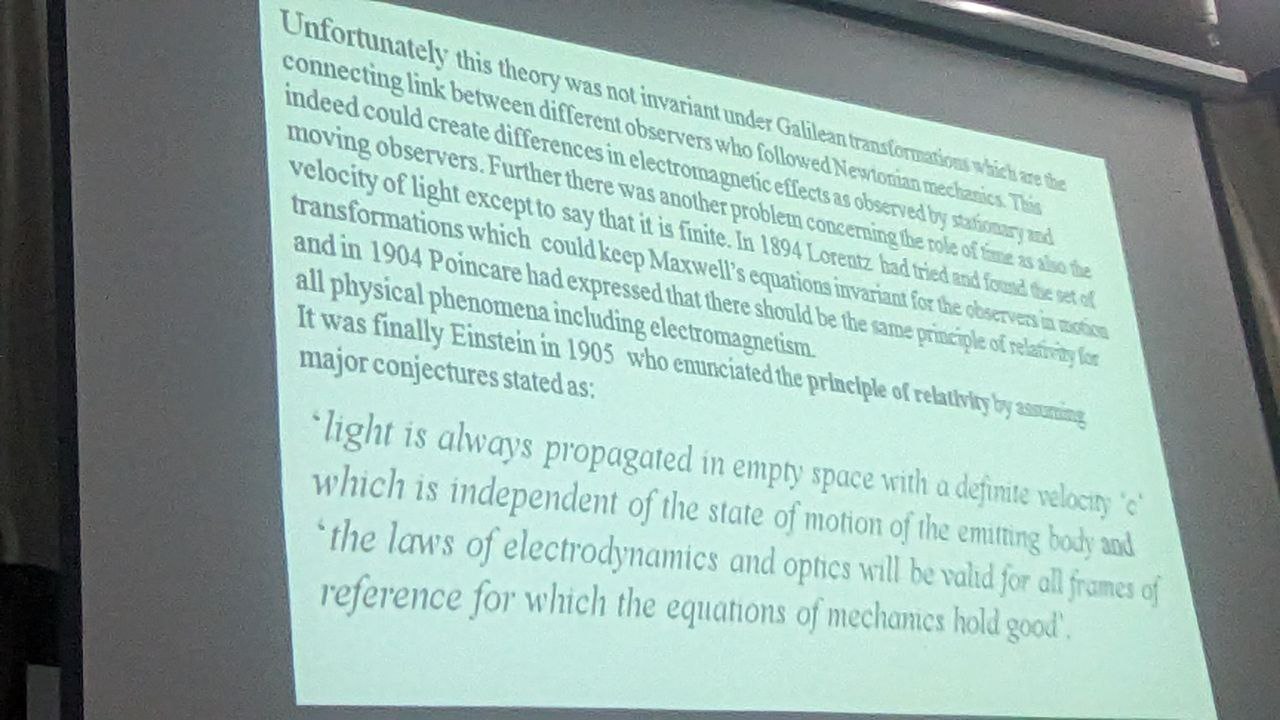 Unfortunately this theory was not invariant under Galilean transformations which are the
connecting link between different observers who followed Newtonian mechanics. This
indeed could create differences in electromagnetic effects as observed by stationary and
moving observers. Further there was another problem concerning the role of time as also the
velocity of light except to say that it is finite. In 1894 Lorentz had tried and found the set of
transformations which could keep Maxwell's equations invariant for the observers in motion
and in 1904 Poincare had expressed that there should be the same principle of relativity for
all physical phenomena including electromagnetism.
It was finally Einstein in 1905 who enunciated the principle of relativity by assuming
major conjectures stated as:
'light is always propagated in empty space with a definite velocity 'c'
which is independent of the state of motion of the emitting body and
'the laws of electrodynamics and optics will be valid for all frames of
reference for which the equations of mechanics hold good'.